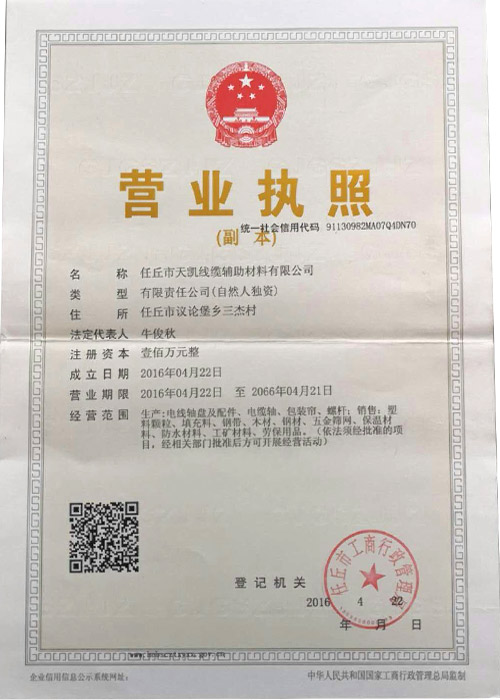 营业执照
统一社会信用代码 91130982MA07Q4DN70
(副 本)
名 称 任丘市天凯线缆辅助材料有限公司
类 型 有限责任公司(自然人独资)
住 所 任丘市议论堡乡三杰村
法定代表人 牛俊秋
注册资本 壹佰万元整
成立日期 2016年04月22日
营业期限 2016年04月22日 至 2066年04月21日
经营范围 生产:电线轴盘及配件、电缆轴、包装帘、螺杆；销售：塑
料颗粒、填充料、钢带、木材、钢材、五金筛网、保温材
料、防水材料、工矿材料、劳保用品。（依法须经批准的项
目，经相关部门批准后方可开展经营活动）
任丘市工商行政管理局
登记机关
2016 4 22
年 月 日
企业信用信息公示系统网址：
中华人民共和国国家工商行政管理总局监制